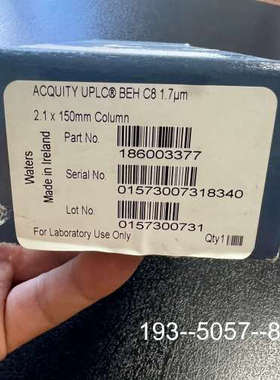 ACQUITY UPLC® BEH C8 1.7µm
2.1 x 150mm Column
Part No.
186003377
Serial No.
01573007318340
Lot No.
0157300731
For Laboratory Use Only
Qty1
Waters
Made in Ireland
193--5057--8